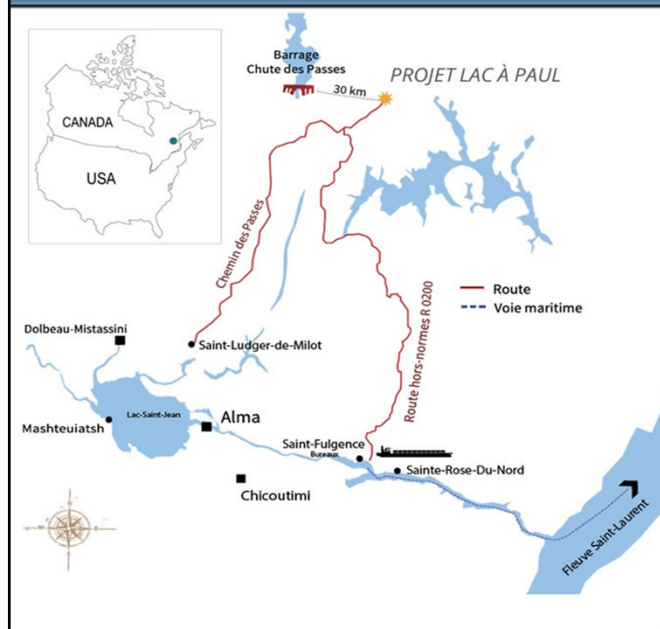 Barrage
Chute des Passes
PROJET LAC À PAUL
30 km
CANADA
USA
Chemin des Passes
Route
Voie maritime
Route hors-normes R 0200
Dolbeau-Mistassini
Saint-Ludger-de-Milot
Lac-Saint-Jean
Alma
Mashteuiatsh
Saint-Fulgence
Bureaux
Sainte-Rose-Du-Nord
Chicoutimi
Fleuve Saint-Laurent